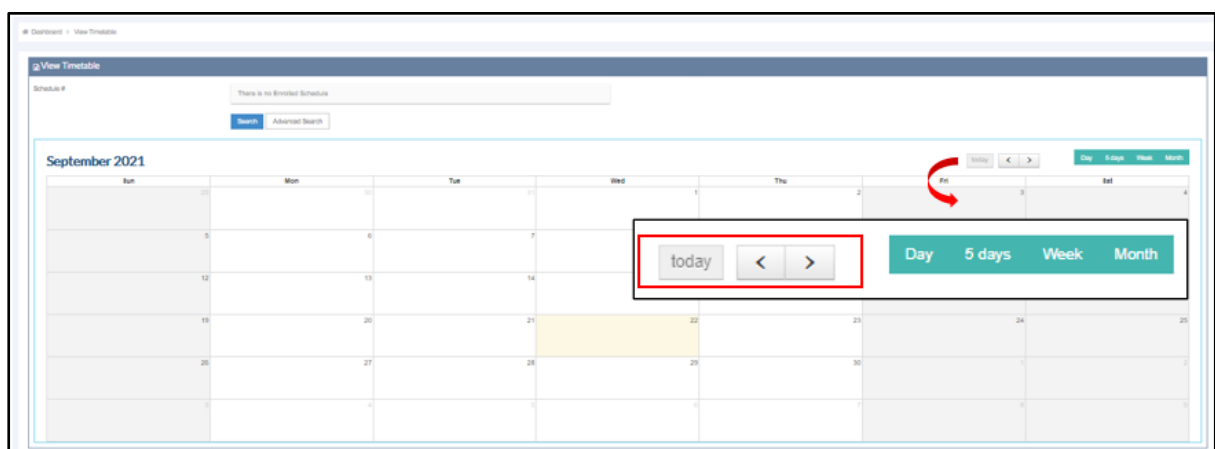 Dashboard > View Timetable
View Timetable
Schedule #
There is no Enrolled Schedule
Search Advanced Search
September 2021
today < > Day 5 days Week Month
Sun Mon Tue Wed Thu Fri Sat
29 30 31 1 2 3 4
5 6 7
today < > Day 5 days Week Month
12 13 14
19 20 21 22 23 24 25
26 27 28 29 30 1 2
3 4 5 6 7 8 9